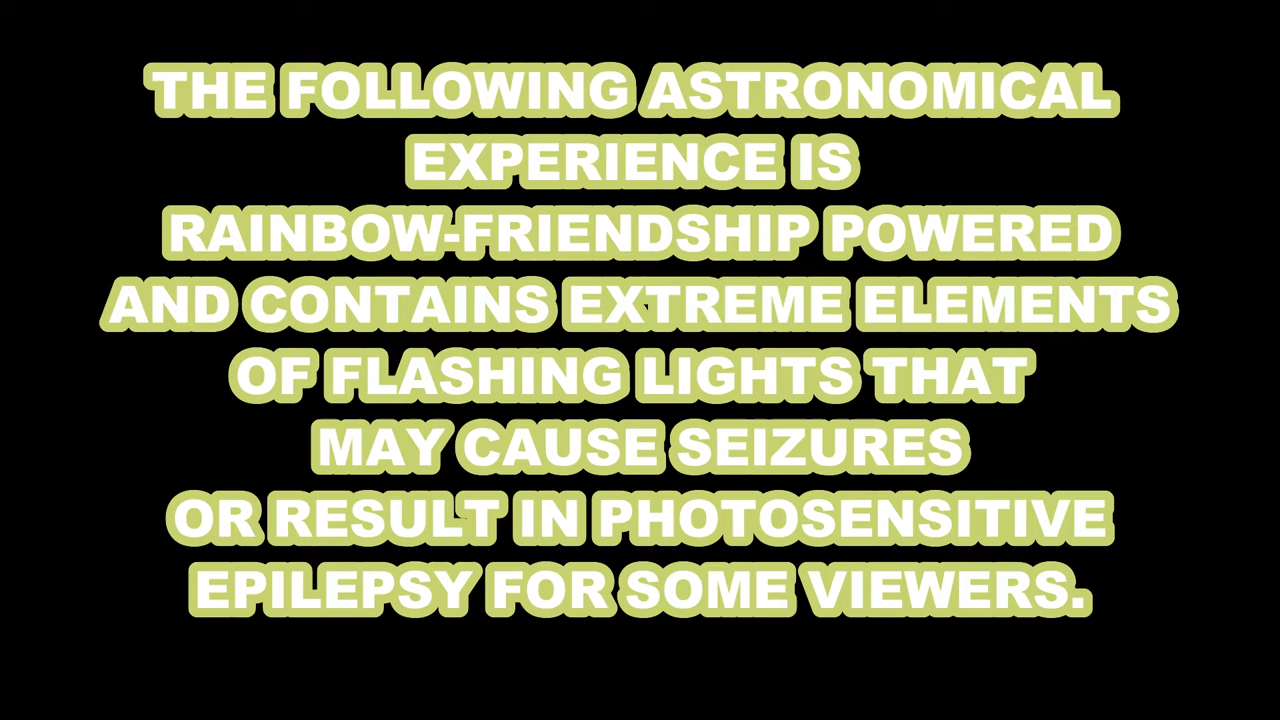 THE FOLLOWING ASTRONOMICAL
EXPERIENCE IS
RAINBOW-FRIENDSHIP POWERED
AND CONTAINS EXTREME ELEMENTS
OF FLASHING LIGHTS THAT
MAY CAUSE SEIZURES
OR RESULT IN PHOTOSENSITIVE
EPILEPSY FOR SOME VIEWERS.